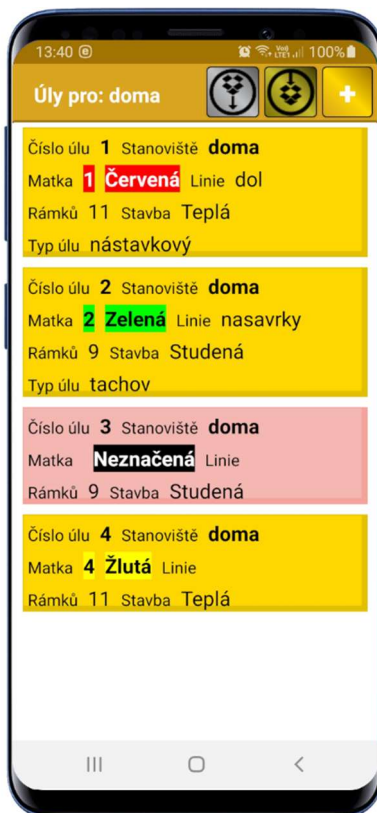 13:40 100%
Úly pro: doma +
Číslo úlu 1 Stanoviště doma
Matka 1 Červená Linie dol
Rámků 11 Stavba Teplá
Typ úlu nástavkový
Číslo úlu 2 Stanoviště doma
Matka 2 Zelená Linie nasavrky
Rámků 9 Stavba Studená
Typ úlu tachov
Číslo úlu 3 Stanoviště doma
Matka Neznačená Linie
Rámků 9 Stavba Studená
Číslo úlu 4 Stanoviště doma
Matka 4 Žlutá Linie
Rámků 11 Stavba Teplá